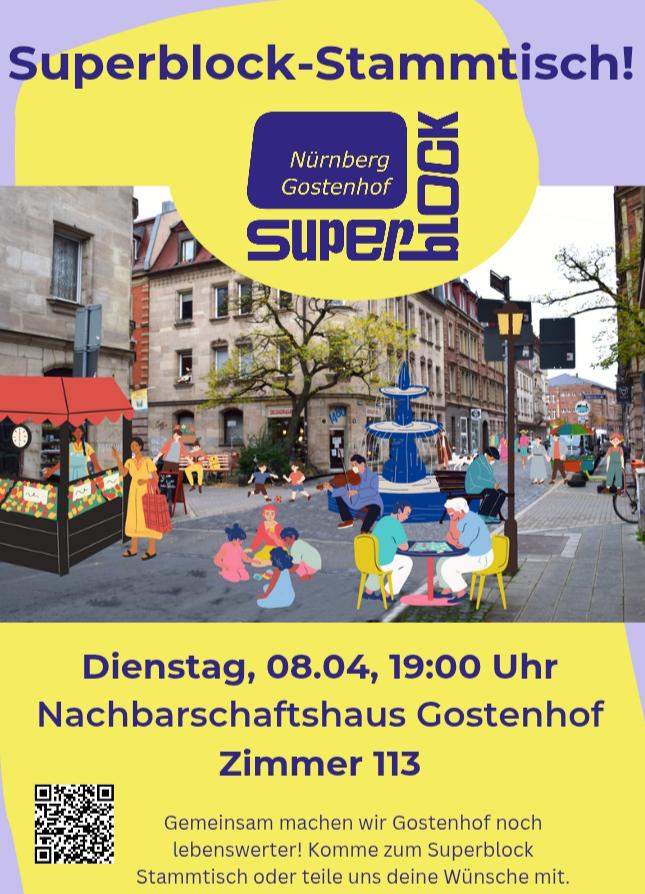 Superblock-Stammtisch!
Nürnberg
Gostenhof
superblock
Dienstag, 08.04, 19:00 Uhr
Nachbarschaftshaus Gostenhof
Zimmer 113
Gemeinsam machen wir Gostenhof noch
lebenswerter! Komme zum Superblock
Stammtisch oder teile uns deine Wünsche mit.